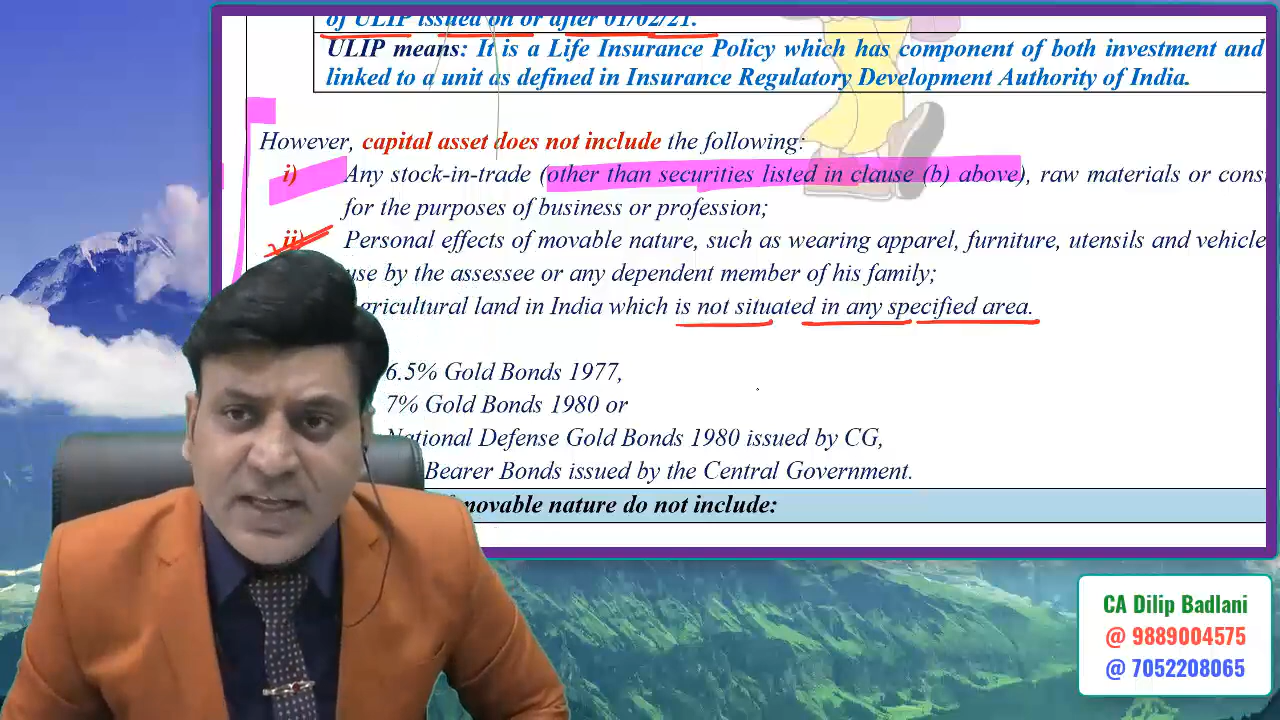 of ULIP issued on or after 01/02/21.
ULIP means: It is a Life Insurance Policy which has component of both investment and
linked to a unit as defined in Insurance Regulatory Development Authority of India.
However, capital asset does not include the following:
i) Any stock-in-trade (other than securities listed in clause (b) above), raw materials or cons
for the purposes of business or profession;
ii) Personal effects of movable nature, such as wearing apparel, furniture, utensils and vehicle
use by the assessee or any dependent member of his family;
gricultural land in India which is not situated in any specified area.
6.5% Gold Bonds 1977,
7% Gold Bonds 1980 or
National Defense Gold Bonds 1980 issued by CG,
Bearer Bonds issued by the Central Government.
movable nature do not include:
CA Dilip Badlani
@ 9889004575
@ 7052208065